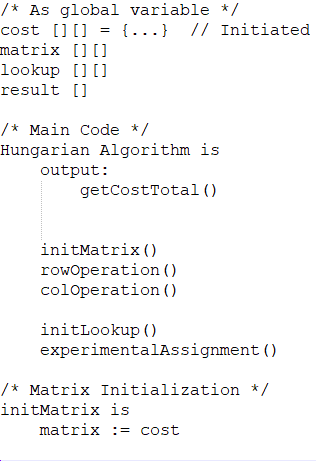 /* As global variable */
cost [][] = {...}  // Initiated
matrix [][]
lookup [][]
result []

/* Main Code */
Hungarian Algorithm is
    output:
        getCostTotal()

    initMatrix()
    rowOperation()
    colOperation()

    initLookup()
    experimentalAssignment()

/* Matrix Initialization */
initMatrix is
    matrix := cost